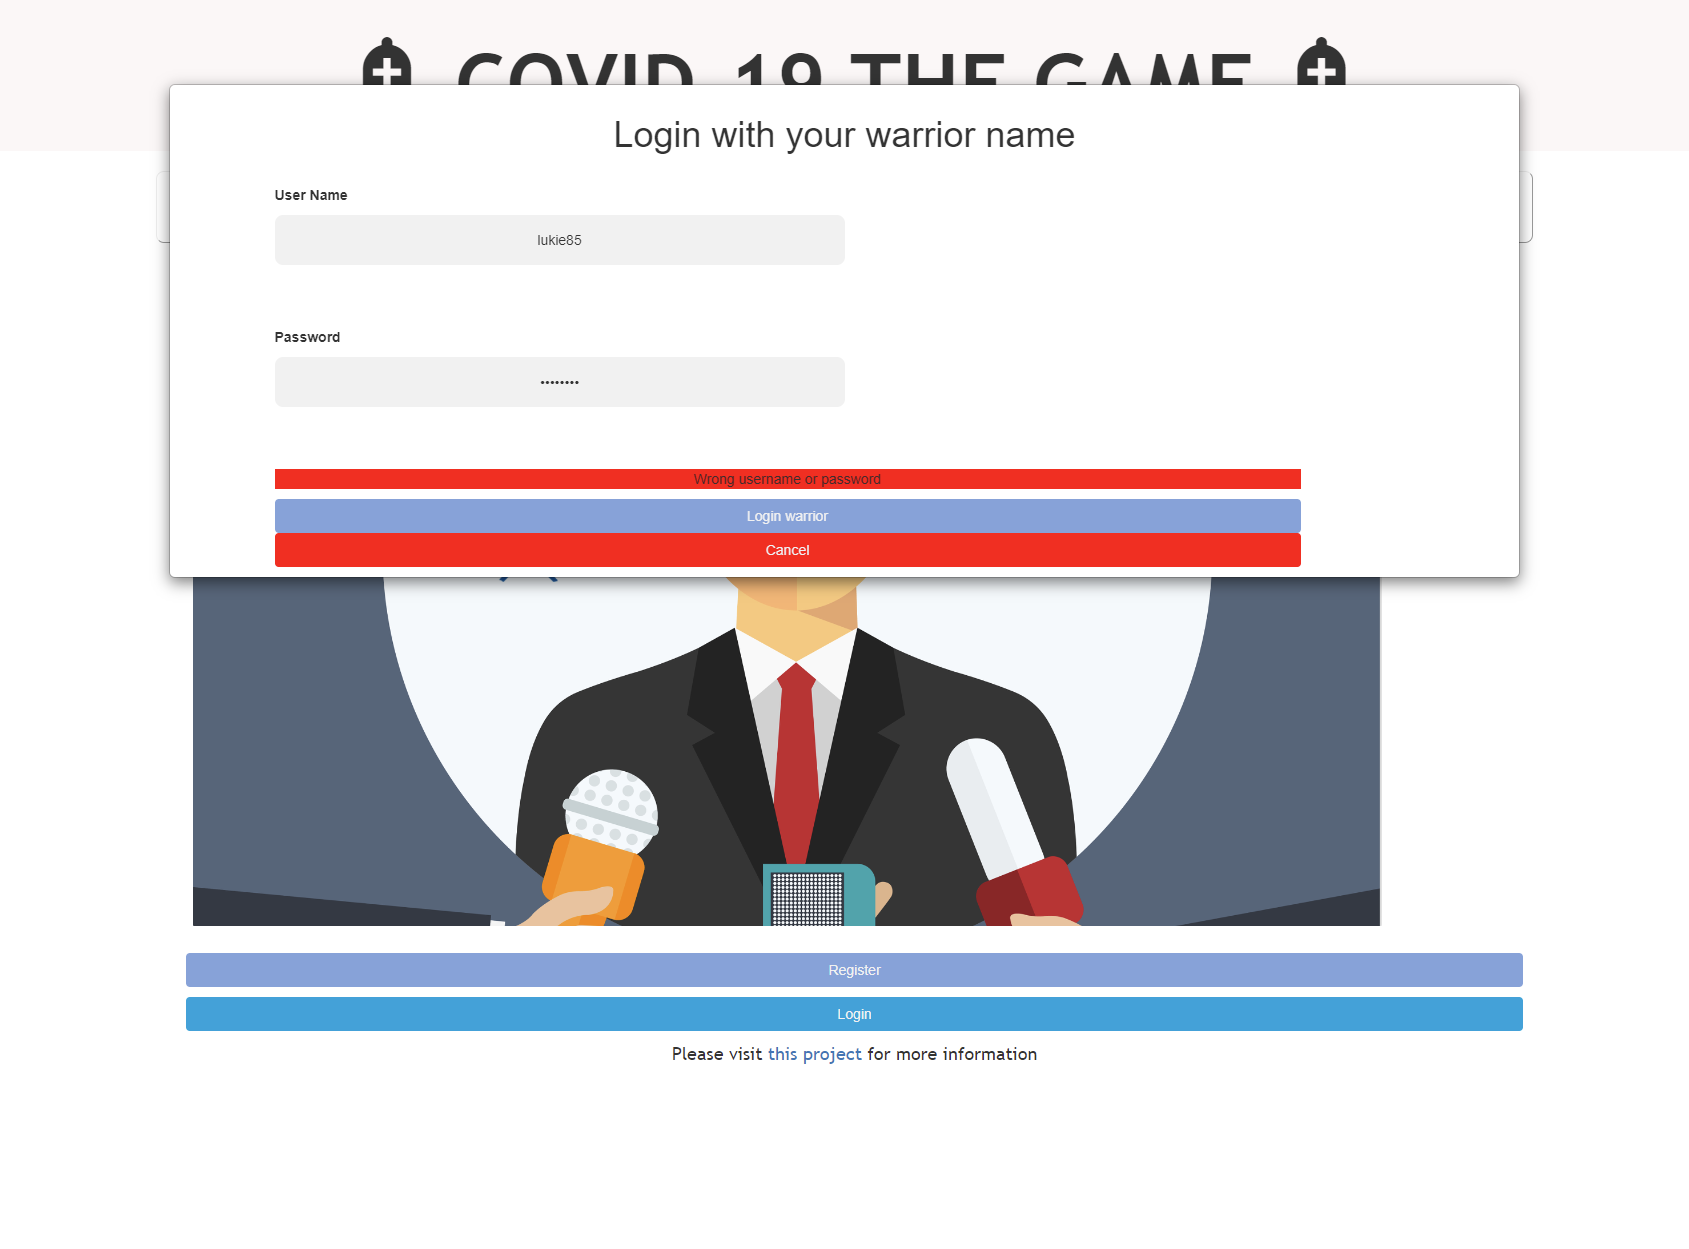 COVID-19 THE GAME
Login with your warrior name
User Name
lukie85
Password
••••••••
Wrong username or password
Login warrior
Cancel
Register
Login
Please visit this project for more information